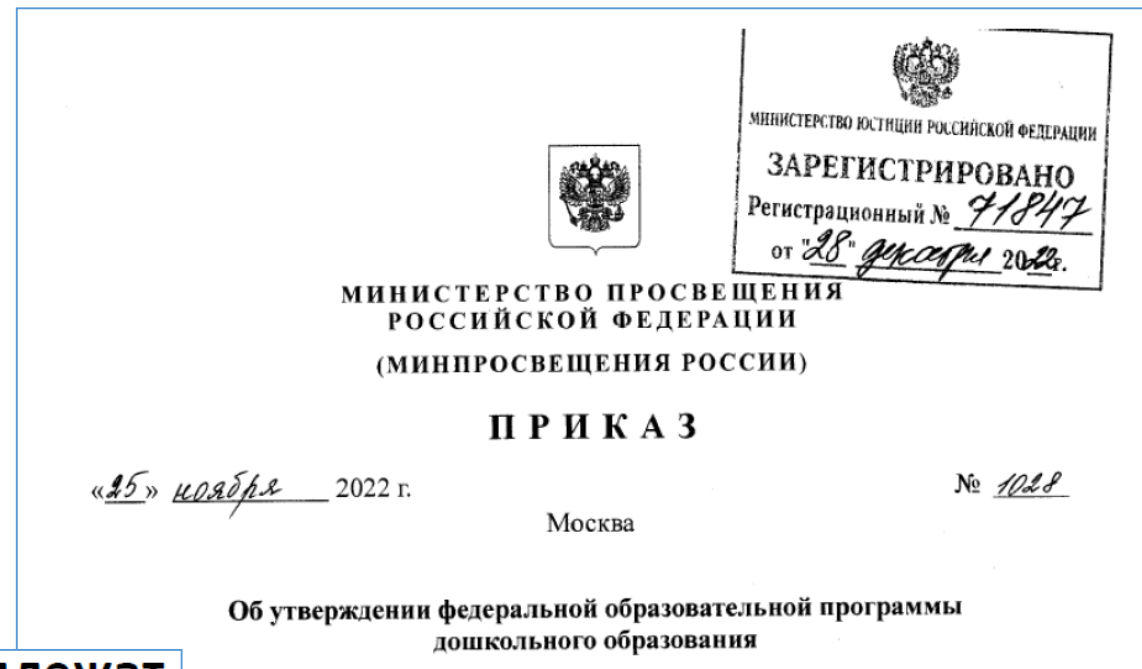 МИНИСТЕРСТВО ЮСТИЦИИ РОССИЙСКОЙ ФЕДЕРАЦИИ
ЗАРЕГИСТРИРОВАНО
Регистрационный № 71847
от "28" декабря 2022г.
МИНИСТЕРСТВО ПРОСВЕЩЕНИЯ
РОССИЙСКОЙ ФЕДЕРАЦИИ
(МИНПРОСВЕЩЕНИЯ РОССИИ)
ПРИКАЗ
«25» ноября 2022 г.
№ 1028
Москва
Об утверждении федеральной образовательной программы
дошкольного образования